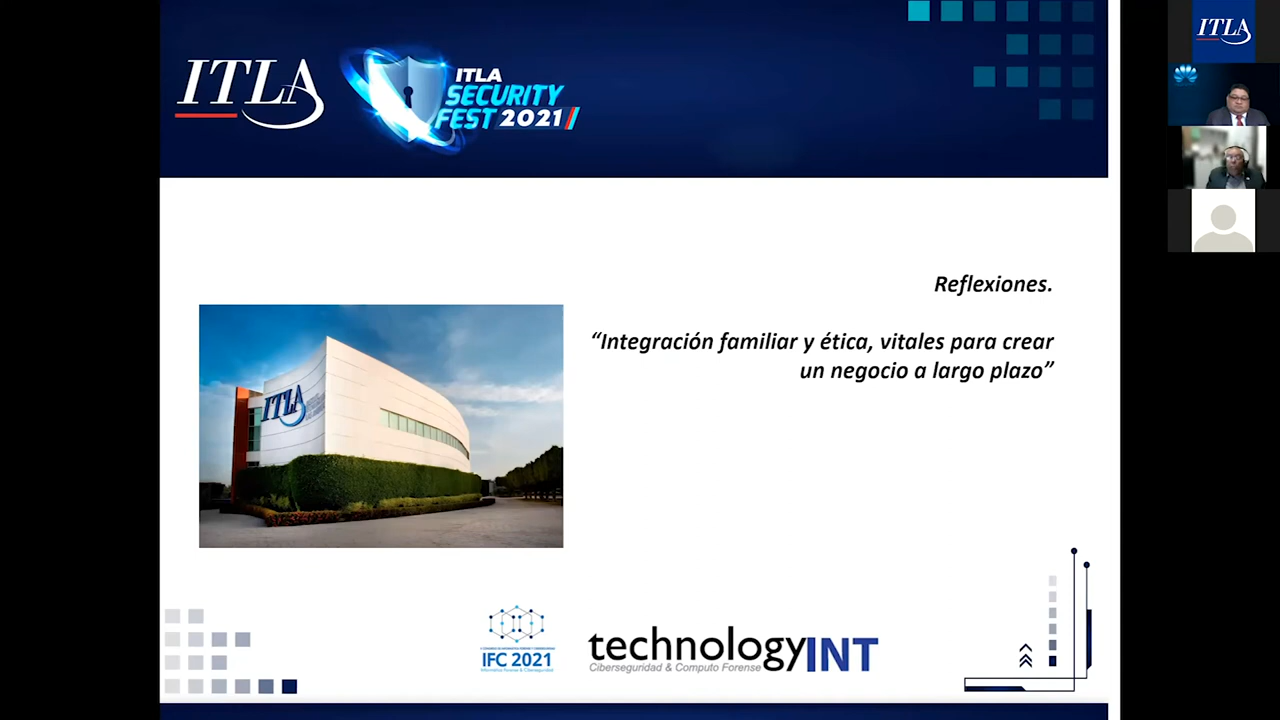 ITLA
ITLA
SECURITY
FEST 2021
ITLA
Reflexiones.
“Integración familiar y ética, vitales para crear
un negocio a largo plazo”
ITLA
IFC 2021
technologyINT
Ciberseguridad & Computo Forense